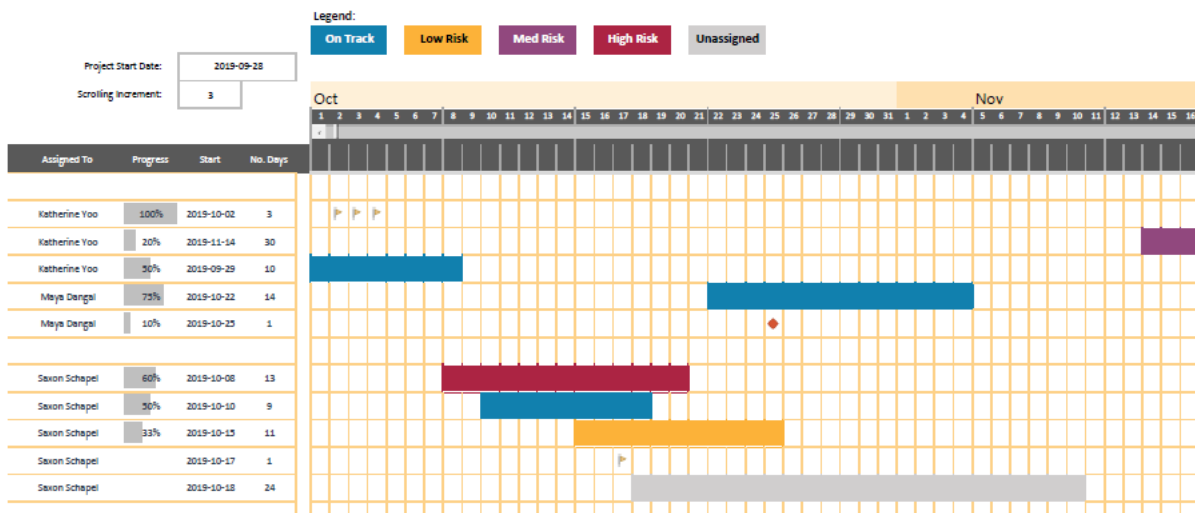 Legend:
On Track Low Risk Med Risk High Risk Unassigned
Project Start Date: 2019-09-28
Scrolling Increment: 3
Oct Nov
1 2 3 4 5 6 7 8 9 10 11 12 13 14 15 16 17 18 19 20 21 22 23 24 25 26 27 28 29 30 31 1 2 3 4 5 6 7 8 9 10 11 12 13 14 15 16
Assigned To Progress Start No. Days
Katherine Yoo 100% 2019-10-02 3
Katherine Yoo 20% 2019-11-14 30
Katherine Yoo 50% 2019-09-29 10
Maya Dangal 75% 2019-10-22 14
Maya Dangal 10% 2019-10-25 1
Saxon Schapel 60% 2019-10-08 13
Saxon Schapel 50% 2019-10-10 9
Saxon Schapel 33% 2019-10-15 11
Saxon Schapel 2019-10-17 1
Saxon Schapel 2019-10-18 24